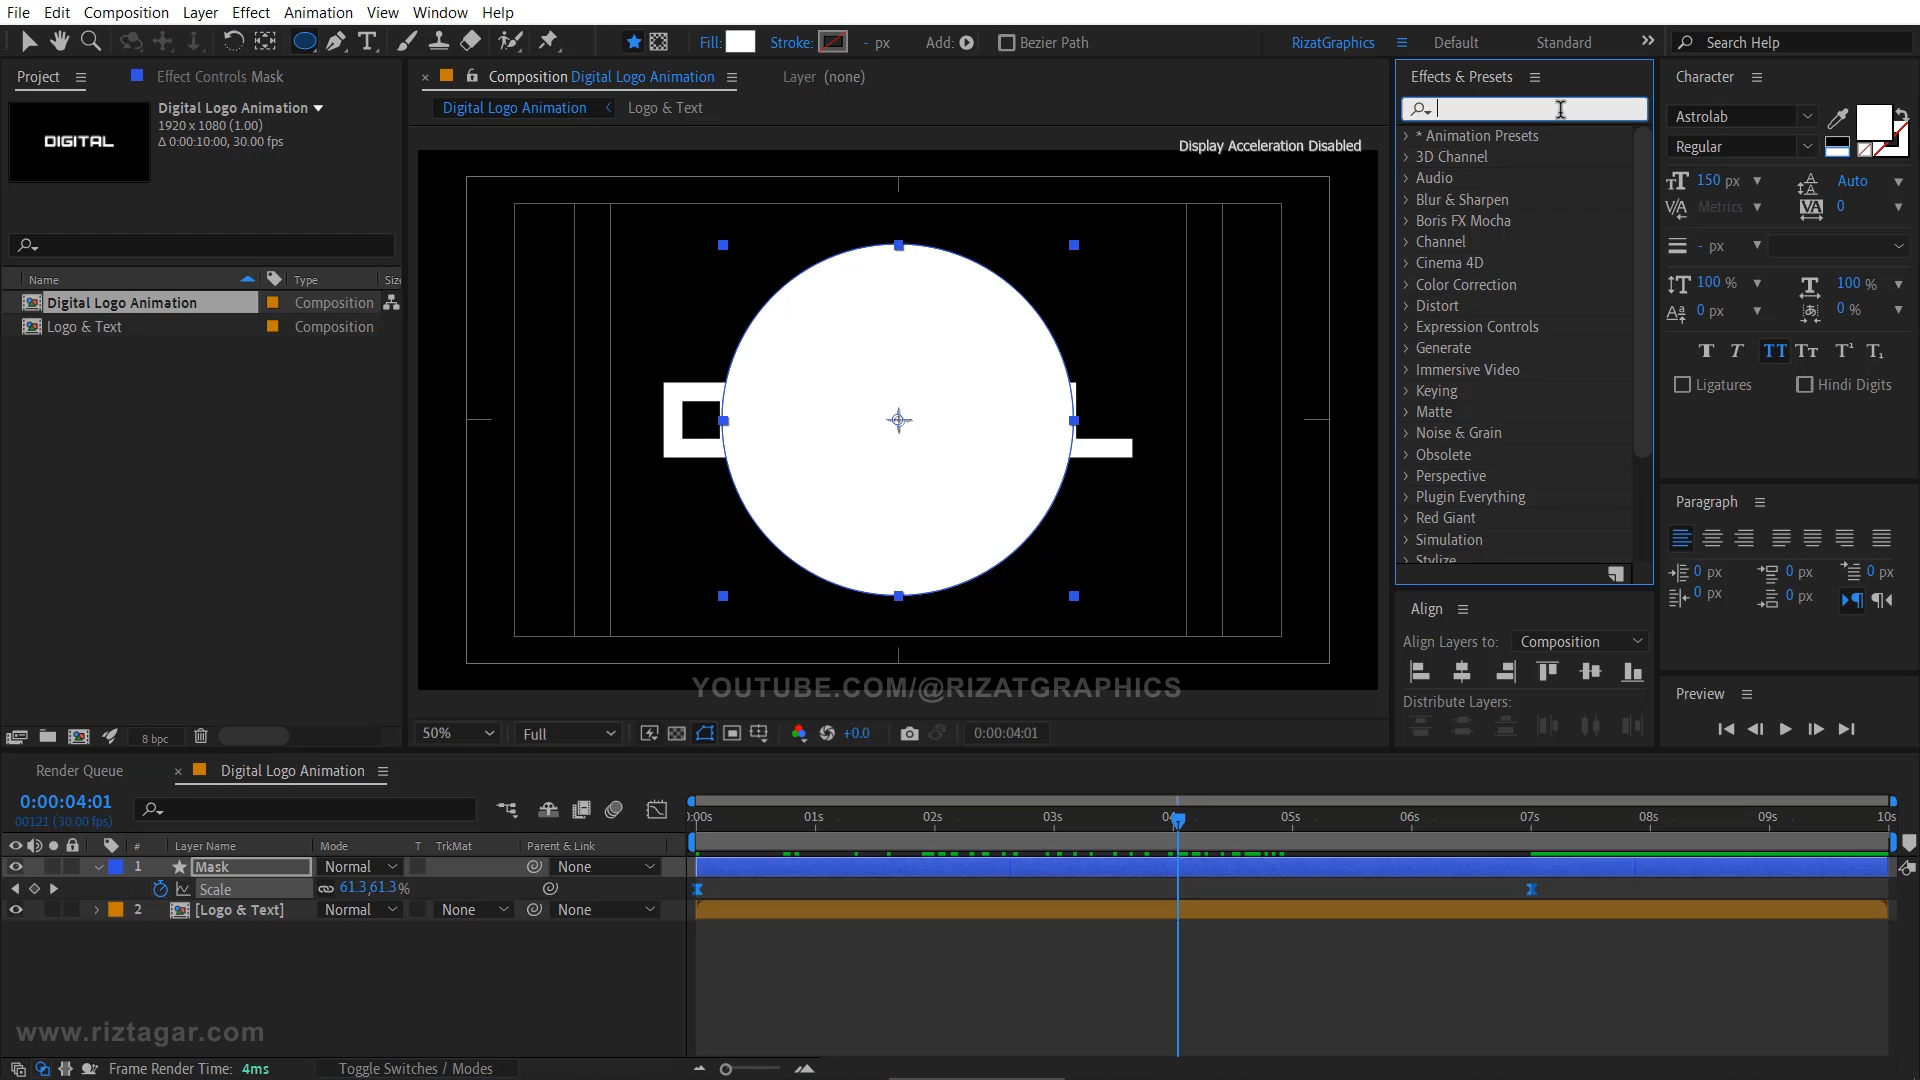 File Edit Composition Layer Effect Animation View Window Help
Fill: Stroke: - px Add: Bezier Path RizatGraphics Default Standard Search Help
Project Effect Controls Mask Composition Digital Logo Animation Layer (none) Effects & Presets Character
Digital Logo Animation
1920 x 1080 (1.00)
Δ 0:00:10:00, 30.00 fps
DIGITAL
Digital Logo Animation Logo & Text
Display Acceleration Disabled
Name Type Size
Digital Logo Animation Composition
Logo & Text Composition
8 bpc
YOUTUBE.COM/@RIZATGRAPHICS
50% Full +0.0 0:00:04:01
* Animation Presets
3D Channel
Audio
Blur & Sharpen
Boris FX Mocha
Channel
Cinema 4D
Color Correction
Distort
Expression Controls
Generate
Immersive Video
Keying
Matte
Noise & Grain
Obsolete
Perspective
Plugin Everything
Red Giant
Simulation
Stylize
Align
Align Layers to: Composition
Distribute Layers:
Astrolab
Regular
150 px Auto
Metrics 0
- px
100 % 100 %
0 px 0 %
Ligatures Hindi Digits
Paragraph
0 px 0 px 0 px
0 px 0 px
Preview
Render Queue Digital Logo Animation
0:00:04:01
00121 (30.00 fps)
0:00s 01s 02s 03s 04s 05s 06s 07s 08s 09s 10s
# Layer Name Mode T TrkMat Parent & Link
1 Mask Normal None
Scale 61.3,61.3%
2 [Logo & Text] Normal None None
www.riztagar.com
Frame Render Time: 4ms Toggle Switches / Modes